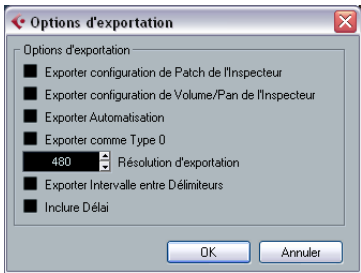 Options d'exportation
Options d'exportation
Exporter configuration de Patch de l'Inspecteur
Exporter configuration de Volume/Pan de l'Inspecteur
Exporter Automatisation
Exporter comme Type 0
480 Résolution d'exportation
Exporter Intervalle entre Délimiteurs
Inclure Délai
OK Annuler